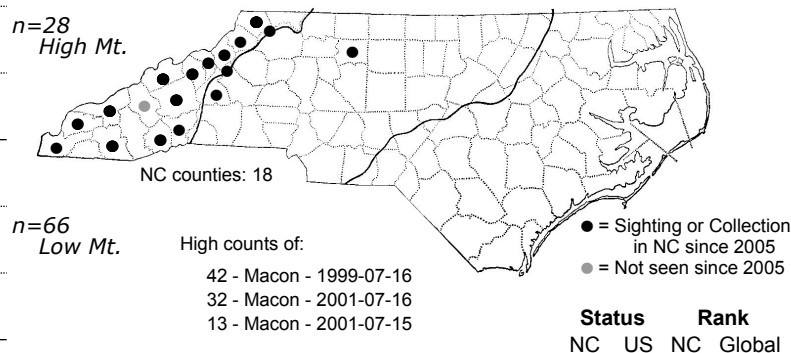 n=28
High Mt.
NC counties: 18
n=66
Low Mt.
High counts of:
42 - Macon - 1999-07-16
32 - Macon - 2001-07-16
13 - Macon - 2001-07-15
= Sighting or Collection
in NC since 2005
= Not seen since 2005
Status Rank
NC US NC Global